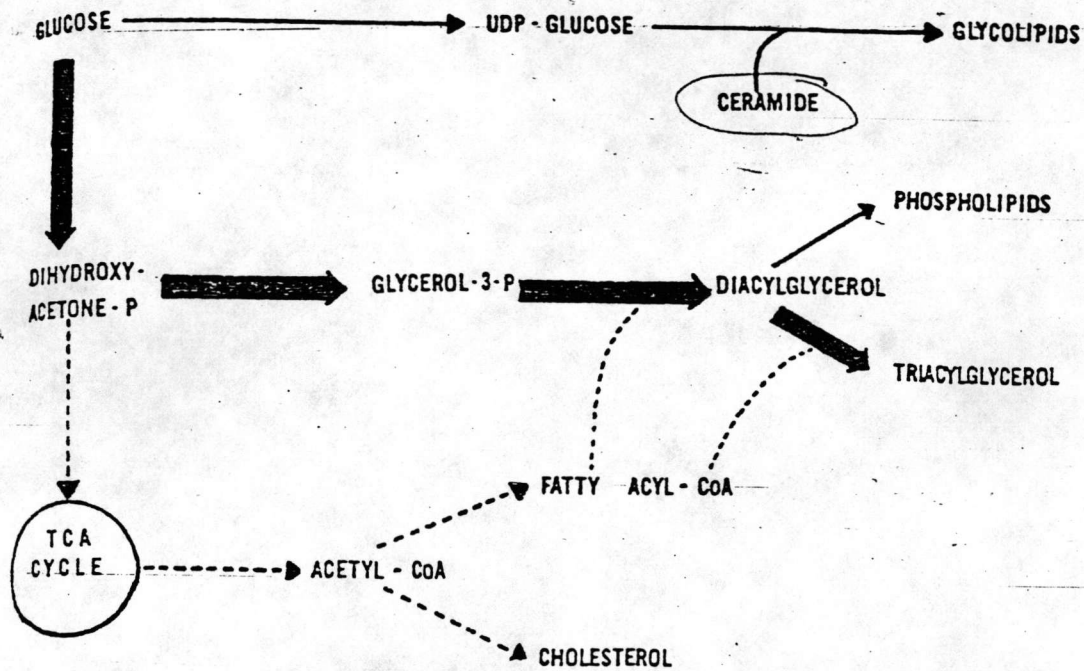 GLUCOSE
UDP - GLUCOSE
GLYCOLIPIDS
CERAMIDE
PHOSPHOLIPIDS
DIHYDROXY-
ACETONE - P
GLYCEROL - 3 - P
DIACYLGLYCEROL
TRIACYLGLYCEROL
FATTY ACYL - CoA
TCA
CYCLE
ACETYL - CoA
CHOLESTEROL